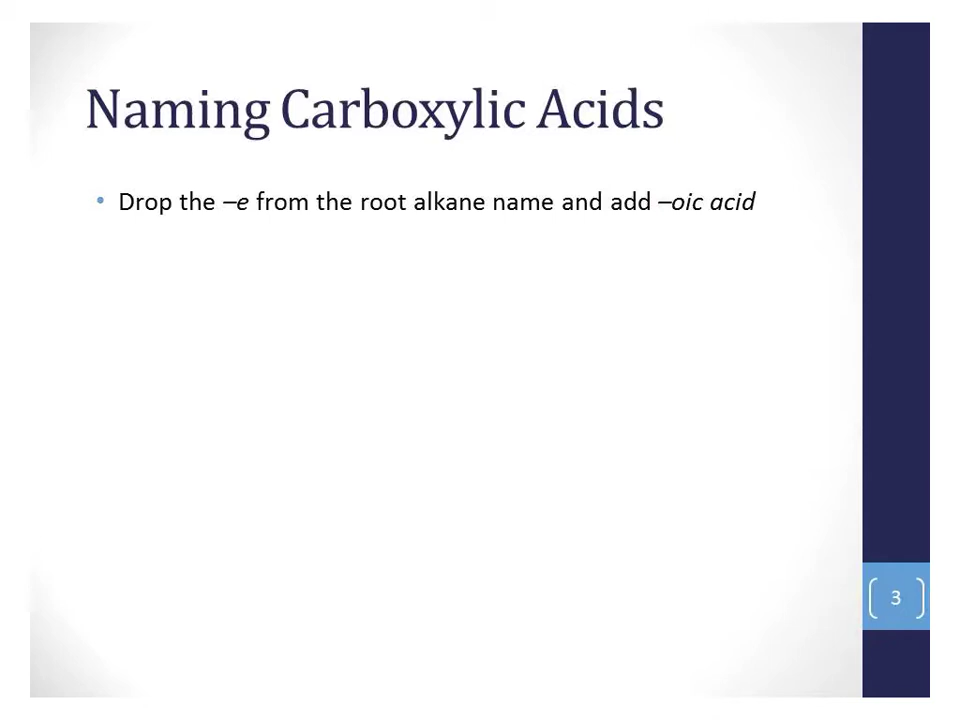 Naming Carboxylic Acids
• Drop the –e from the root alkane name and add –oic acid
3